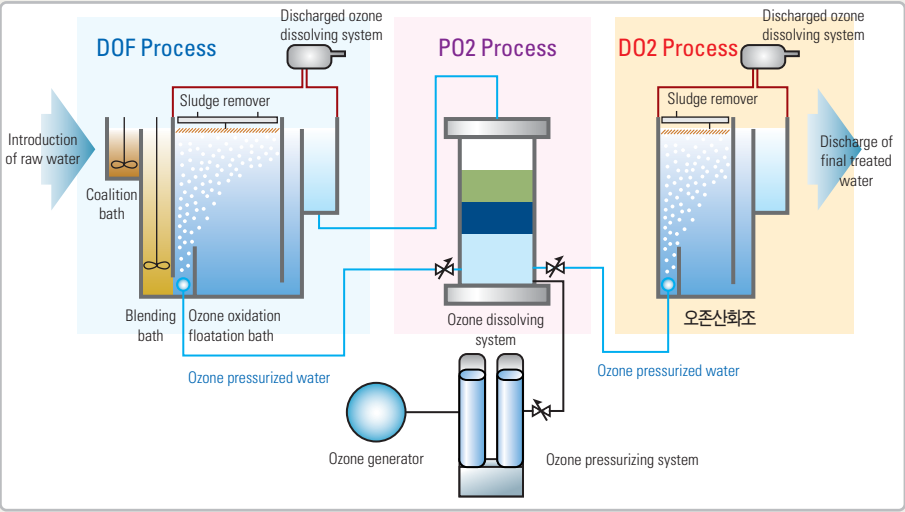 DOF Process
Discharged ozone
dissolving system
PO2 Process
DO2 Process
Discharged ozone
dissolving system
Sludge remover
Sludge remover
Introduction
of raw water
Discharge of
final treated
water
Coalition
bath
Blending
bath
Ozone oxidation
floatation bath
Ozone dissolving
system
오존산화조
Ozone pressurized water
Ozone pressurized water
Ozone generator
Ozone pressurizing system